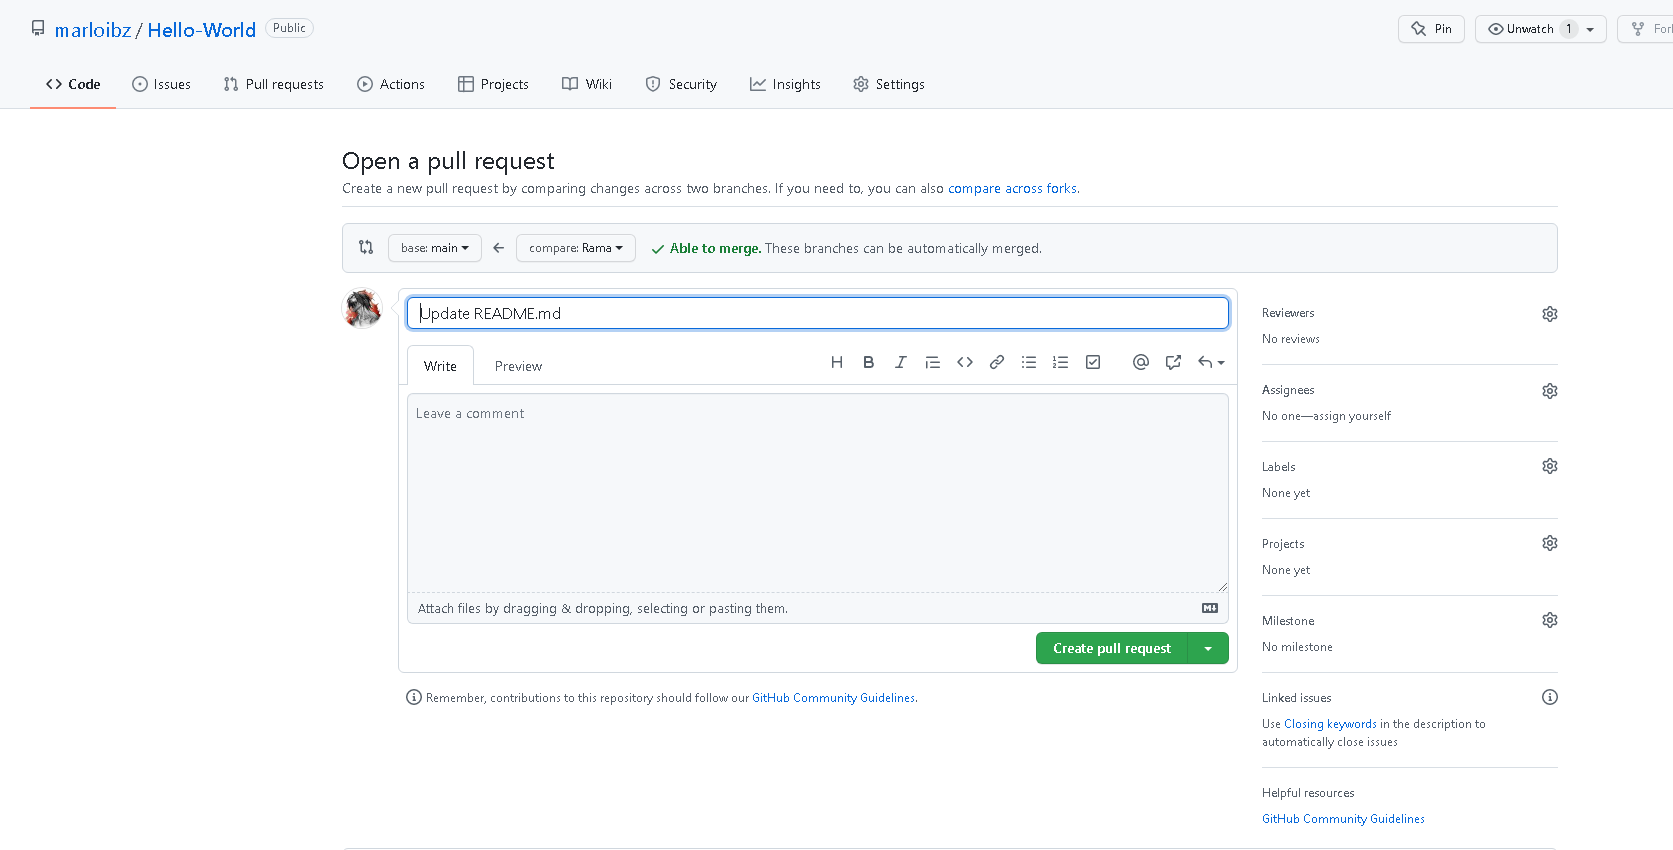 marloibz / Hello-World Public
Pin
Unwatch 1
Code Issues Pull requests Actions Projects Wiki Security Insights Settings
Open a pull request
Create a new pull request by comparing changes across two branches. If you need to, you can also compare across forks.
base: main compare: Rama Able to merge. These branches can be automatically merged.
Update README.md
Write Preview
Leave a comment
Attach files by dragging & dropping, selecting or pasting them.
Create pull request
Remember, contributions to this repository should follow our GitHub Community Guidelines.
Reviewers
No reviews
Assignees
No one—assign yourself
Labels
None yet
Projects
None yet
Milestone
No milestone
Linked issues
Use Closing keywords in the description to
automatically close issues
Helpful resources
GitHub Community Guidelines